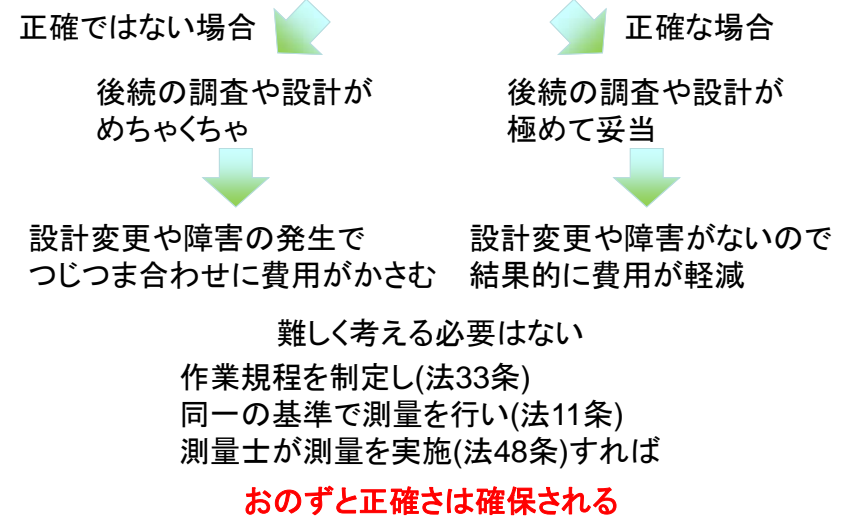 正確ではない場合
正確な場合
後続の調査や設計が
めちゃくちゃ
後続の調査や設計が
極めて妥当
設計変更や障害の発生で
つじつま合わせに費用がかさむ
設計変更や障害がないので
結果的に費用が軽減
難しく考える必要はない
作業規程を制定し(法33条)
同一の基準で測量を行い(法11条)
測量士が測量を実施(法48条)すれば
おのずと正確さは確保される